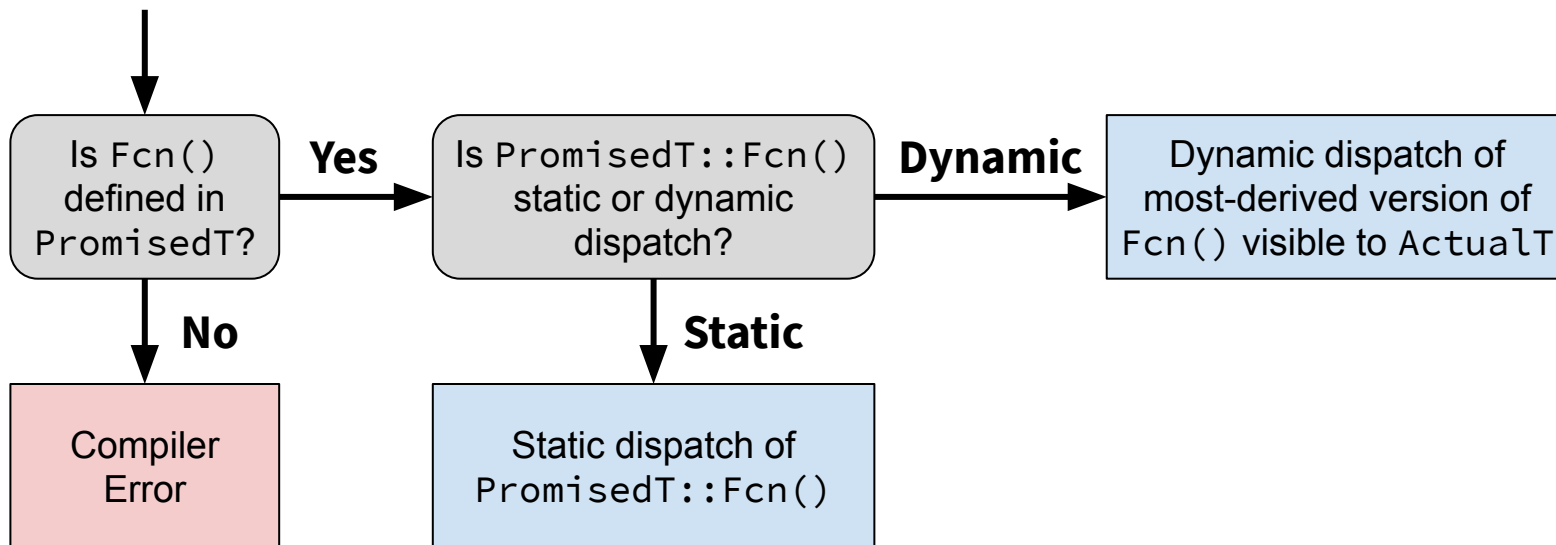 Is Fcn()
defined in
PromisedT?
Yes
Is PromisedT::Fcn()
static or dynamic
dispatch?
Dynamic
Dynamic dispatch of
most-derived version of
Fcn() visible to ActualT
No
Static
Compiler
Error
Static dispatch of
PromisedT::Fcn()